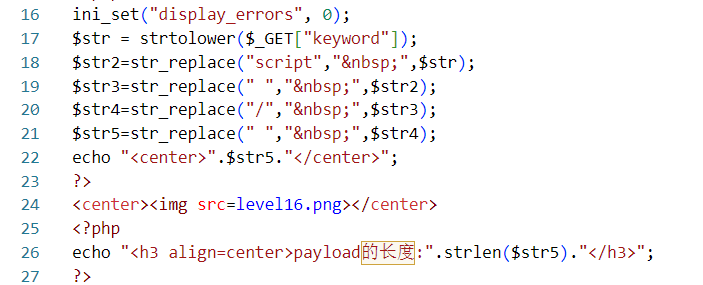 16 ini_set("display_errors", 0);
17 $str = strtolower($_GET["keyword"]);
18 $str2=str_replace("script","&nbsp;",$str);
19 $str3=str_replace(" ","&nbsp;",$str2);
20 $str4=str_replace("/","&nbsp;",$str3);
21 $str5=str_replace(" ","&nbsp;",$str4);
22 echo "<center>".$str5."</center>";
23 ?>
24 <center><img src=level16.png></center>
25 <?php
26 echo "<h3 align=center>payload的长度:".strlen($str5)."</h3>";
27 ?>